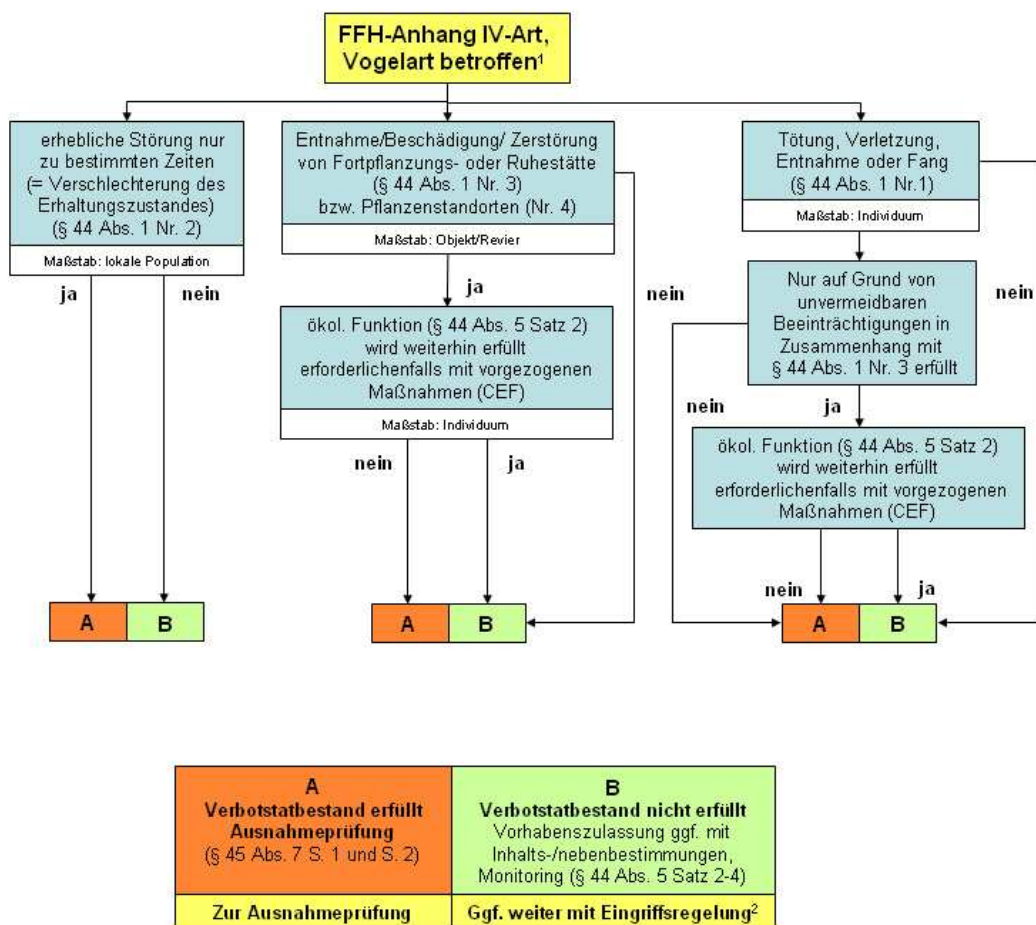 FFH-Anhang IV-Art,
Vogelart betroffen¹
erhebliche Störung nur
zu bestimmten Zeiten
(= Verschlechterung des
Erhaltungszustandes)
(§ 44 Abs. 1 Nr. 2)
Maßstab: lokale Population
ja
nein
A
B
Entnahme/Beschädigung/ Zerstörung
von Fortpflanzungs- oder Ruhestätte
(§ 44 Abs. 1 Nr. 3)
bzw. Pflanzenstandorten (Nr. 4)
Maßstab: Objekt/Revier
ja
nein
ökol. Funktion (§ 44 Abs. 5 Satz 2)
wird weiterhin erfüllt
erforderlichenfalls mit vorgezogenen
Maßnahmen (CEF)
Maßstab: Individuum
nein
ja
A
B
Tötung, Verletzung,
Entnahme oder Fang
(§ 44 Abs. 1 Nr.1)
Maßstab: Individuum
nein
Nur auf Grund von
unvermeidbaren
Beeinträchtigungen in
Zusammenhang mit
§ 44 Abs. 1 Nr. 3 erfüllt
nein
ja
ökol. Funktion (§ 44 Abs. 5 Satz 2)
wird weiterhin erfüllt
erforderlichenfalls mit vorgezogenen
Maßnahmen (CEF)
nein
ja
A
B
A
Verbotstatbestand erfüllt
Ausnahmeprüfung
(§ 45 Abs. 7 S. 1 und S. 2)
Zur Ausnahmeprüfung
B
Verbotstatbestand nicht erfüllt
Vorhabenszulassung ggf. mit
Inhalts-/nebenbestimmungen,
Monitoring (§ 44 Abs. 5 Satz 2-4)
Ggf. weiter mit Eingriffsregelung²